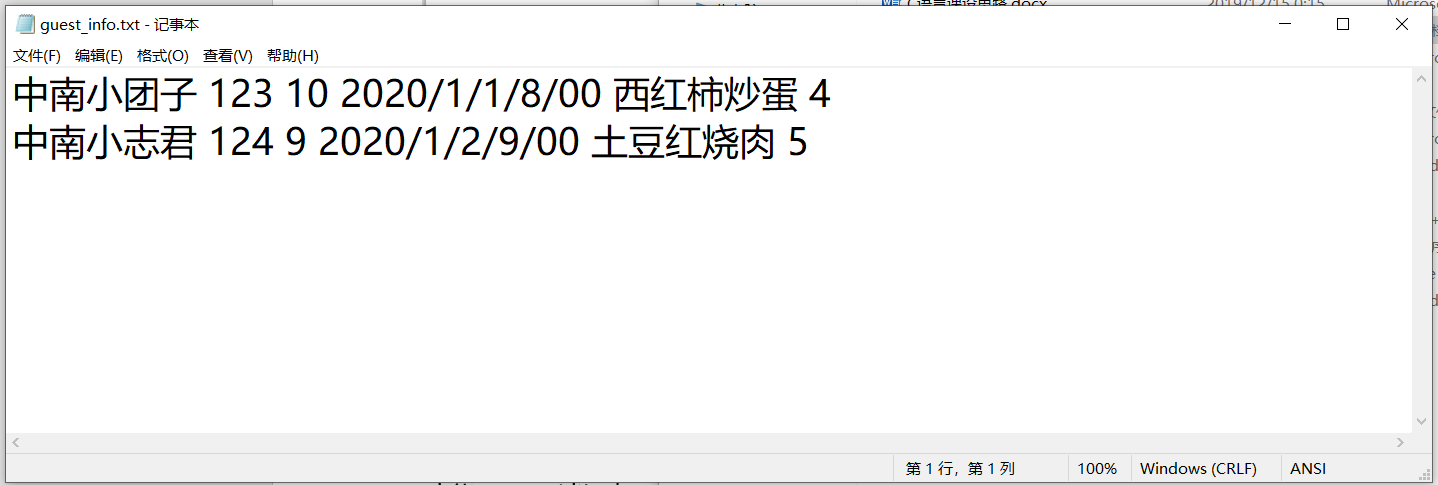 guest_info.txt - 记事本
文件(F) 编辑(E) 格式(O) 查看(V) 帮助(H)
中南小团子 123 10 2020/1/1/8/00 西红柿炒蛋 4
中南小志君 124 9 2020/1/2/9/00 土豆红烧肉 5
第 1 行，第 1 列 100% Windows (CRLF) ANSI